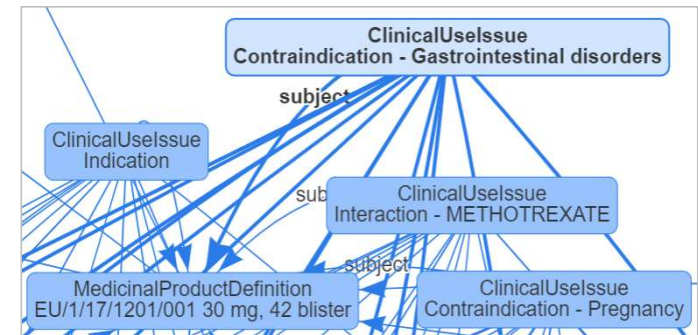 ClinicalUseIssue
Contraindication - Gastrointestinal disorders
subject
ClinicalUseIssue
Indication
sub
ClinicalUseIssue
Interaction - METHOTREXATE
subject
MedicinalProductDefinition
EU/1/17/1201/001 30 mg, 42 blister
ClinicalUseIssue
Contraindication - Pregnancy